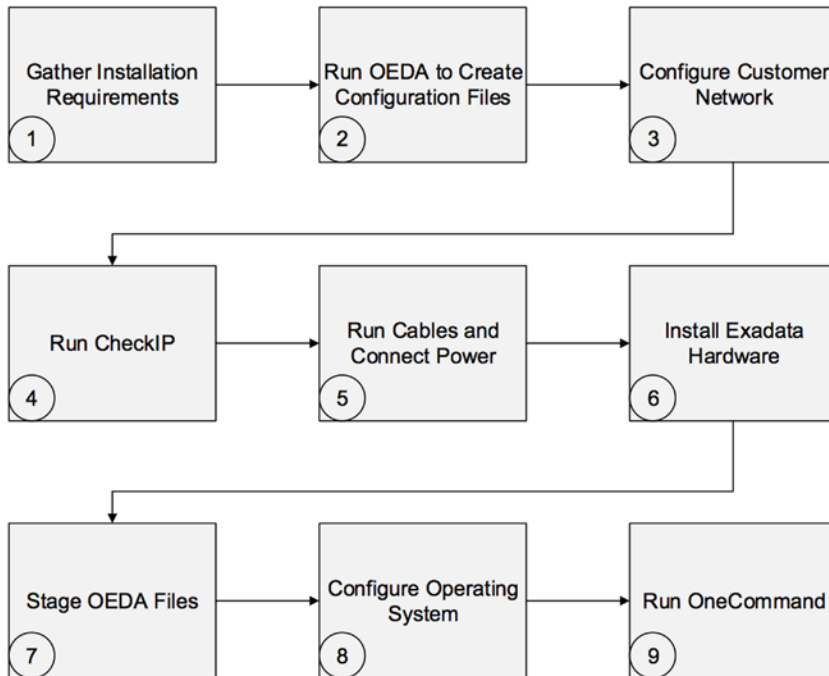 Gather Installation
Requirements
1
Run OEDA to Create
Configuration Files
2
Configure Customer
Network
3
Run CheckIP
4
Run Cables and
Connect Power
5
Install Exadata
Hardware
6
Stage OEDA Files
7
Configure Operating
System
8
Run OneCommand
9